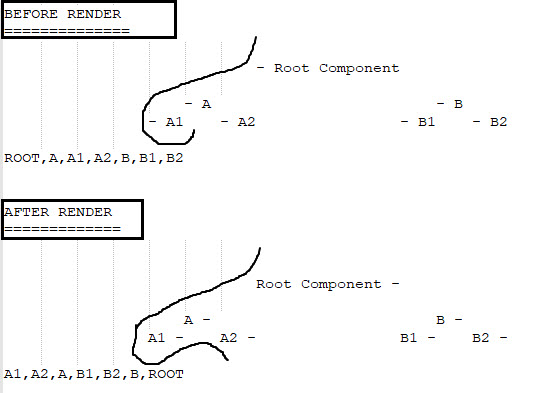 BEFORE RENDER
==============
- Root Component
- A - B
- A1 - A2 - B1 - B2
ROOT,A,A1,A2,B,B1,B2
AFTER RENDER
=============
Root Component -
A - B -
A1 - A2 - B1 - B2 -
A1,A2,A,B1,B2,B,ROOT